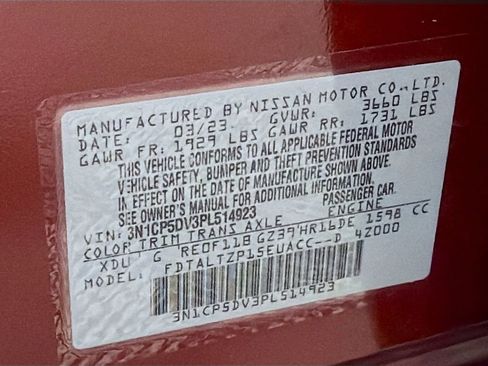 MANUFACTURED BY NISSAN MOTOR CO.,LTD.
DATE: 03/23 GVWR: 3660 LBS
GAWR FR: 1929 LBS GAWR RR: 1731 LBS
THIS VEHICLE CONFORMS TO ALL APPLICABLE FEDERAL MOTOR
VEHICLE SAFETY, BUMPER AND THEFT PREVENTION STANDARDS
IN EFFECT ON THE DATE OF MANUFACTURE SHOWN ABOVE.
SEE OWNER'S MANUAL FOR ADDITIONAL INFORMATION.
VIN: 3N1CP5DV3PL514923 PASSENGER CAR
COLOR TRIM TRANS AXLE ENGINE
XDU G RE0F11B GZ39 HR16DE 1598 CC
MODEL: FDTALTZP15EUACC--D 4Z000
3N1CP5DV3PL514923